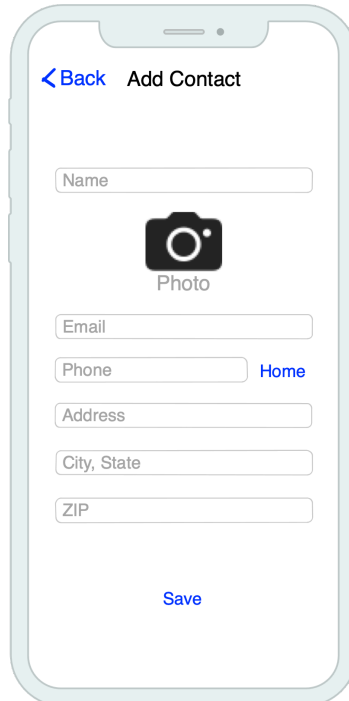 Back Add Contact
Name
Photo
Email
Phone Home
Address
City, State
ZIP
Save